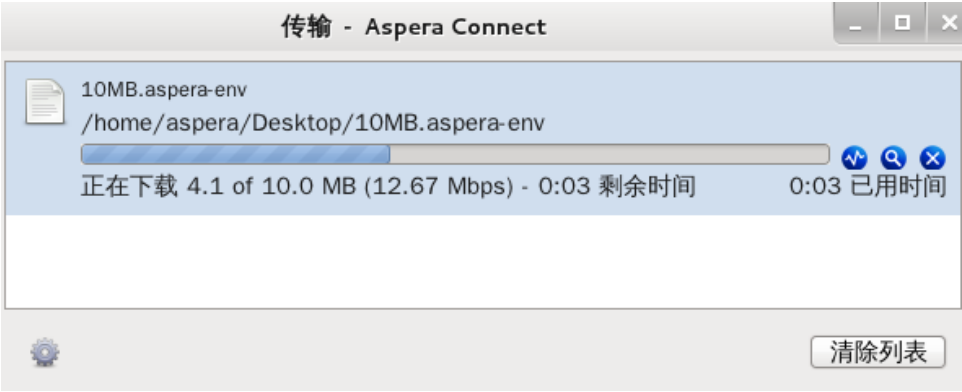 传输 - Aspera Connect
10MB.aspera-env
/home/aspera/Desktop/10MB.aspera-env
正在下载 4.1 of 10.0 MB (12.67 Mbps) - 0:03 剩余时间 0:03 已用时间
清除列表